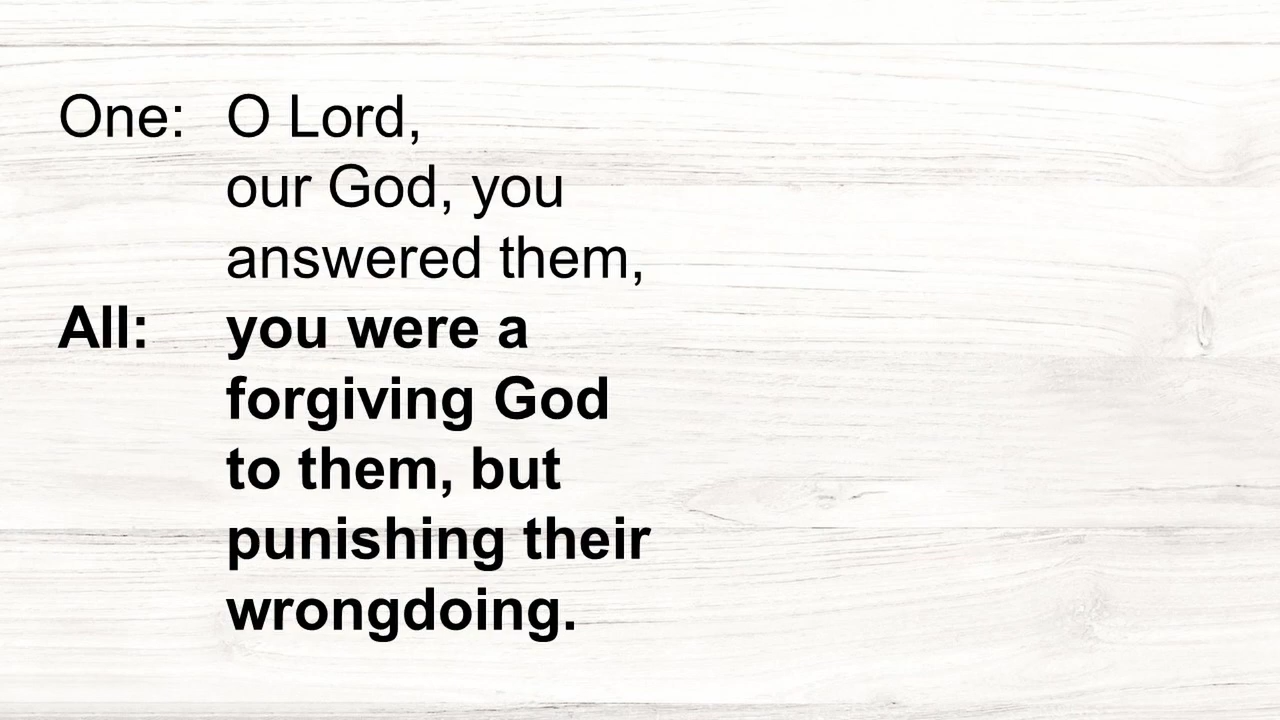 One: O Lord,
our God, you
answered them,
All: you were a
forgiving God
to them, but
punishing their
wrongdoing.